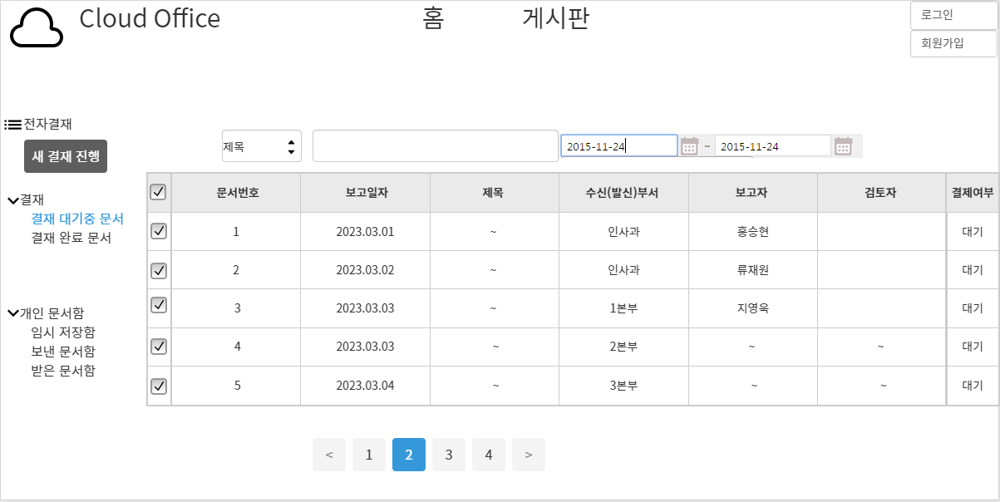 Cloud Office 홈 게시판 로그인
회원가입
전자결재
새 결재 진행
제목 2015-11-24 ~ 2015-11-24
결재
결재 대기중 문서
결재 완료 문서
개인 문서함
임시 저장함
보낸 문서함
받은 문서함
문서번호 보고일자 제목 수신(발신)부서 보고자 검토자 결제여부
1 2023.03.01 ~ 인사과 홍승현 대기
2 2023.03.02 ~ 인사과 류재원 대기
3 2023.03.03 ~ 1본부 지영욱 대기
4 2023.03.03 ~ 2본부 ~ ~ 대기
5 2023.03.04 ~ 3본부 ~ ~ 대기
< 1 2 3 4 >